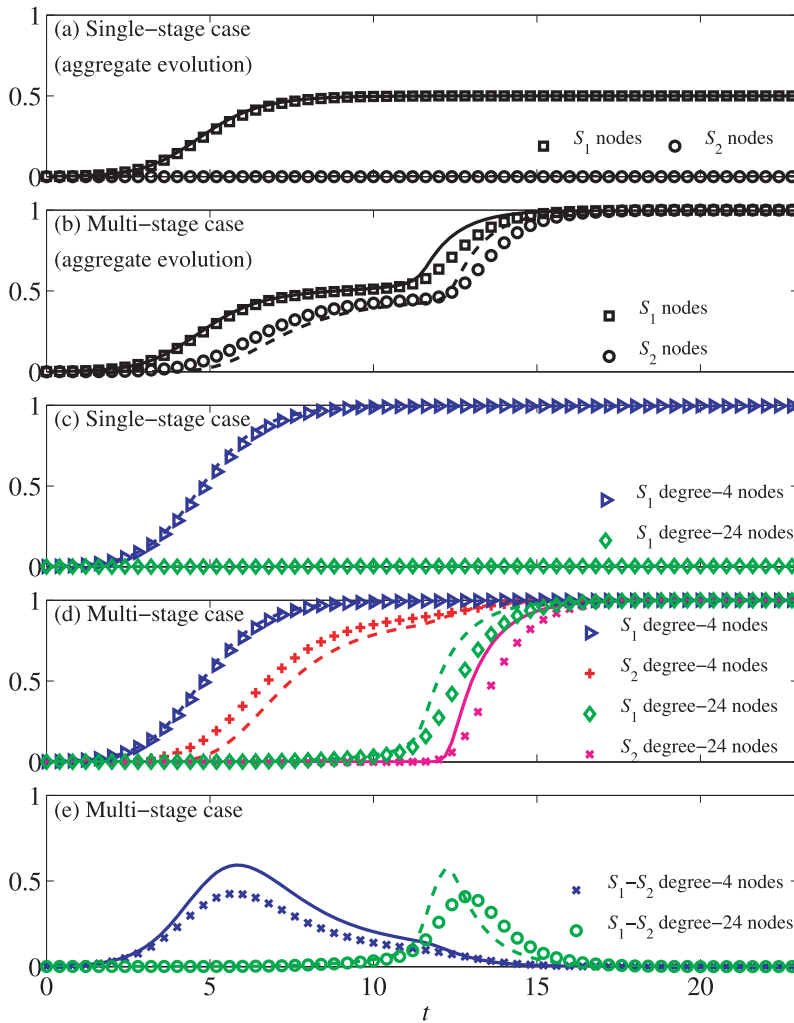 1
(a) Single−stage case
(aggregate evolution)
0.5
S1 nodes
S2 nodes
0
1
(b) Multi−stage case
(aggregate evolution)
0.5
S1 nodes
S2 nodes
0
1
(c) Single−stage case
0.5
S1 degree−4 nodes
S1 degree−24 nodes
0
1
(d) Multi−stage case
S1 degree−4 nodes
0.5
S2 degree−4 nodes
S1 degree−24 nodes
S2 degree−24 nodes
0
1
(e) Multi−stage case
0.5
S1−S2 degree−4 nodes
S1−S2 degree−24 nodes
0
0 5 10 15 20
t